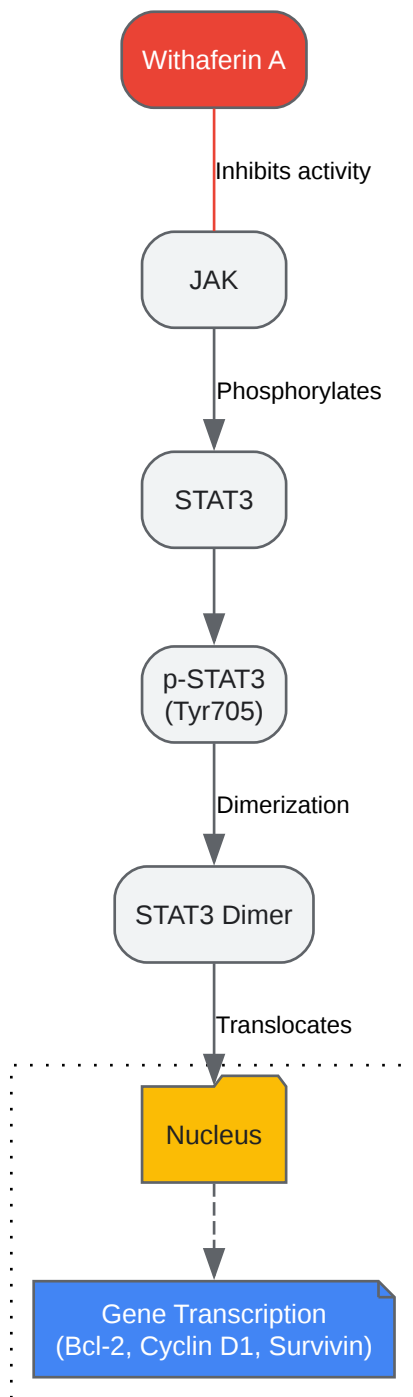 Withaferin A
Inhibits activity
JAK
Phosphorylates
STAT3
p-STAT3
(Tyr705)
Dimerization
STAT3 Dimer
Translocates
Nucleus
Gene Transcription
(Bcl-2, Cyclin D1, Survivin)